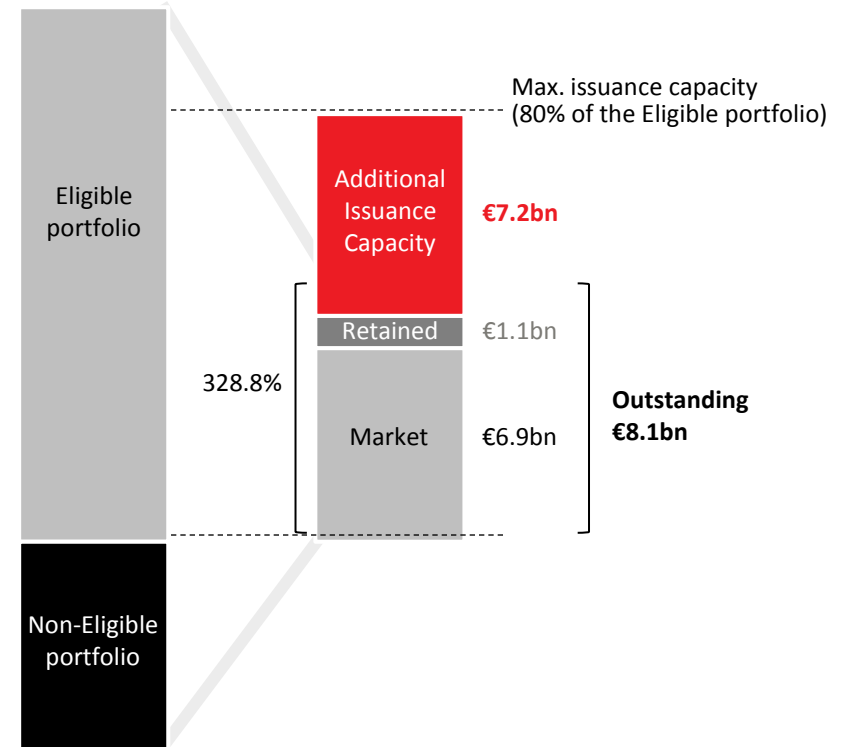 Max. issuance capacity
(80% of the Eligible portfolio)
Eligible
portfolio
Additional
Issuance
Capacity
€7.2bn
Retained
€1.1bn
328.8%
Market
€6.9bn
Outstanding
€8.1bn
Non-Eligible
portfolio